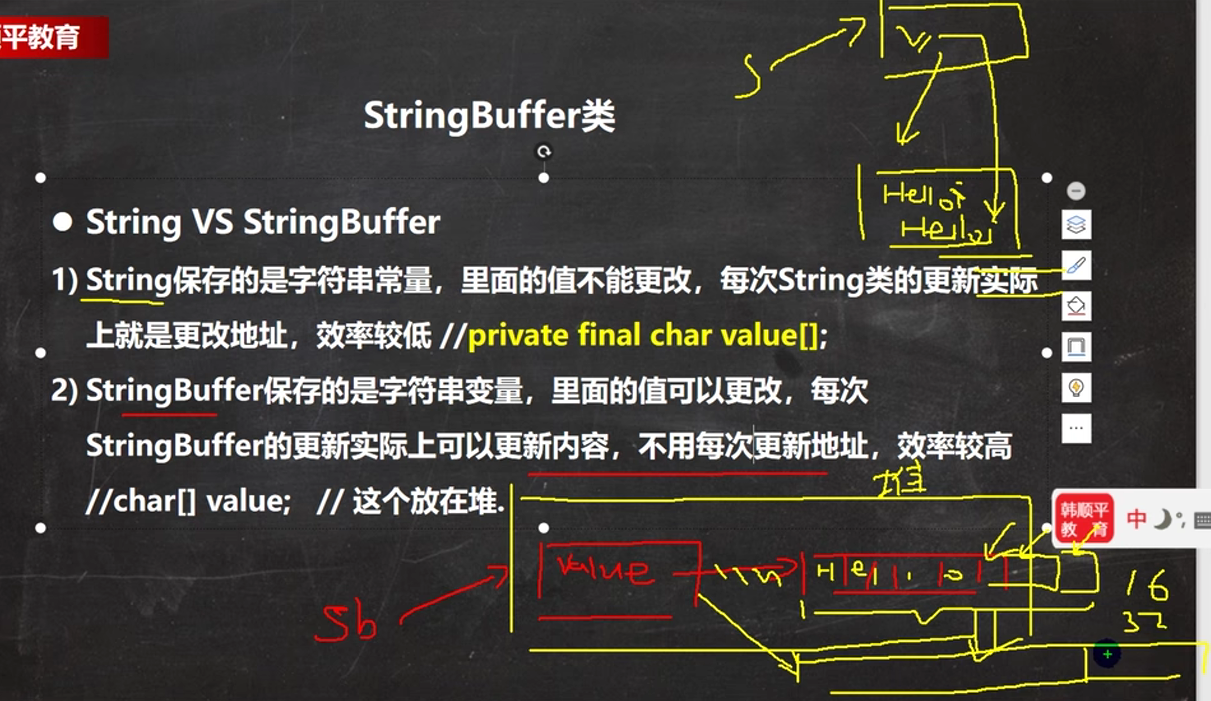 顺平教育
S
StringBuffer类
Hello
Hello
String VS StringBuffer
1) String保存的是字符串常量，里面的值不能更改，每次String类的更新实际
上就是更改地址，效率较低 //private final char value[];
2) StringBuffer保存的是字符串变量，里面的值可以更改，每次
StringBuffer的更新实际上可以更新内容，不用每次更新地址，效率较高
//char[] value; // 这个放在堆.
韩顺平
教 育
中
value
Sb
16
32